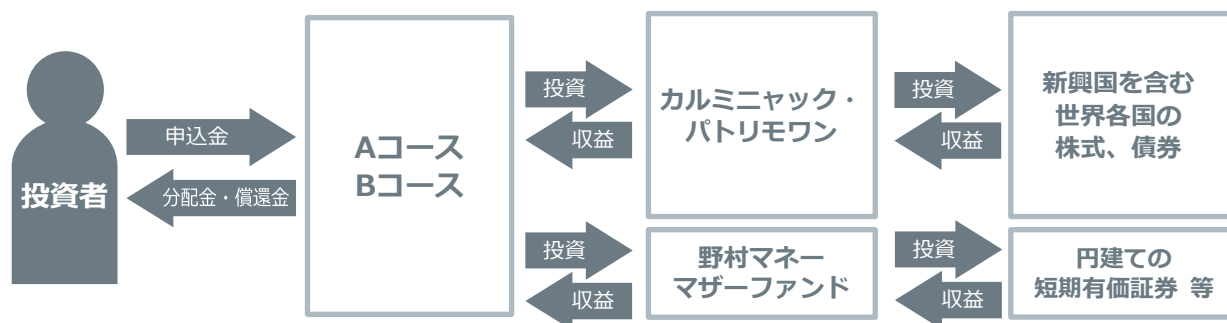 投資者
申込金
分配金・償還金
Aコース
Bコース
投資
収益
カルミニャック・
パトリモワン
投資
収益
新興国を含む
世界各国の
株式、債券
投資
収益
野村マネー
マザーファンド
投資
収益
円建ての
短期有価証券 等